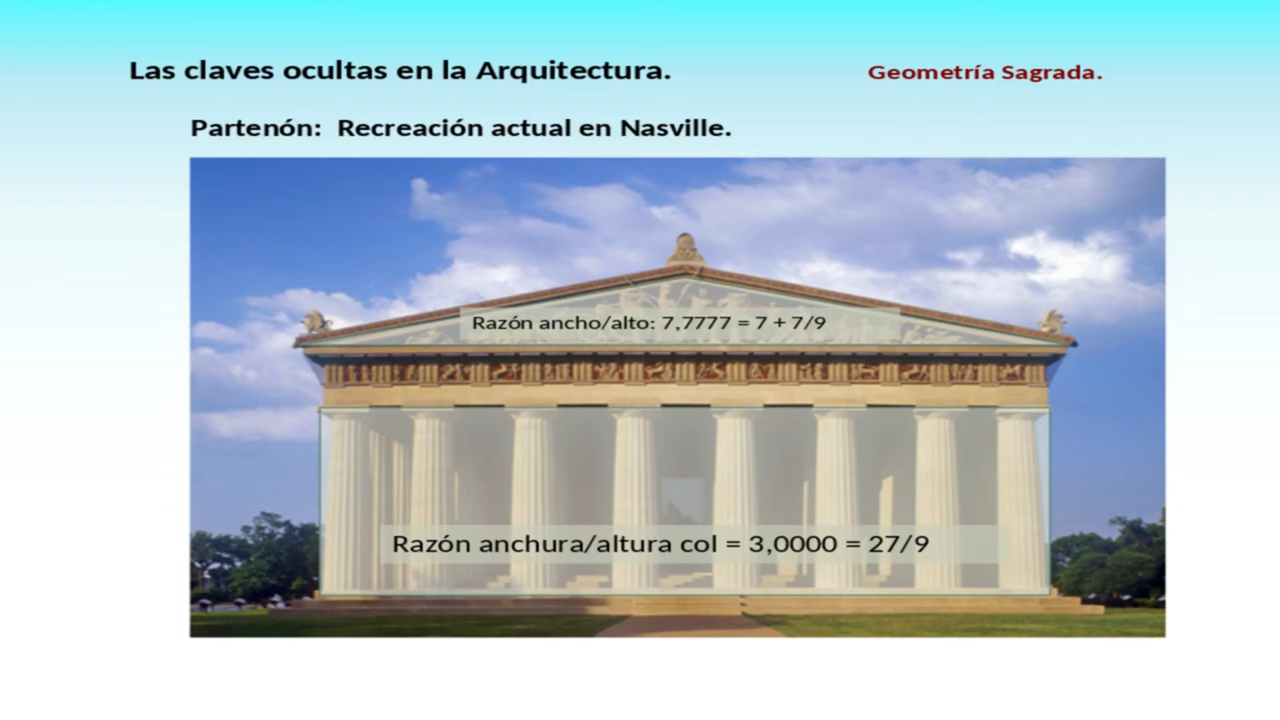 Las claves ocultas en la Arquitectura.
Geometría Sagrada.
Partenón: Recreación actual en Nasville.
Razón ancho/alto: 7,7777 = 7 + 7/9
Razón anchura/altura col = 3,0000 = 27/9